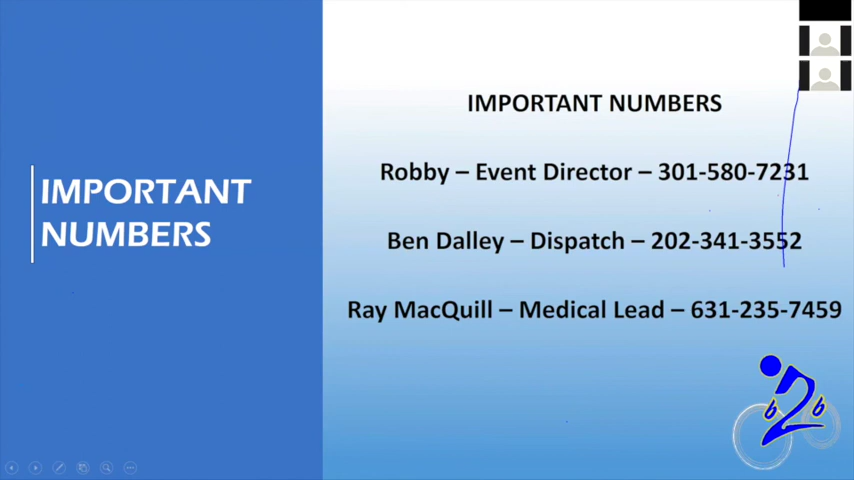 IMPORTANT
NUMBERS
IMPORTANT NUMBERS
Robby – Event Director – 301-580-7231
Ben Dalley – Dispatch – 202-341-3552
Ray MacQuill – Medical Lead – 631-235-7459
b2b